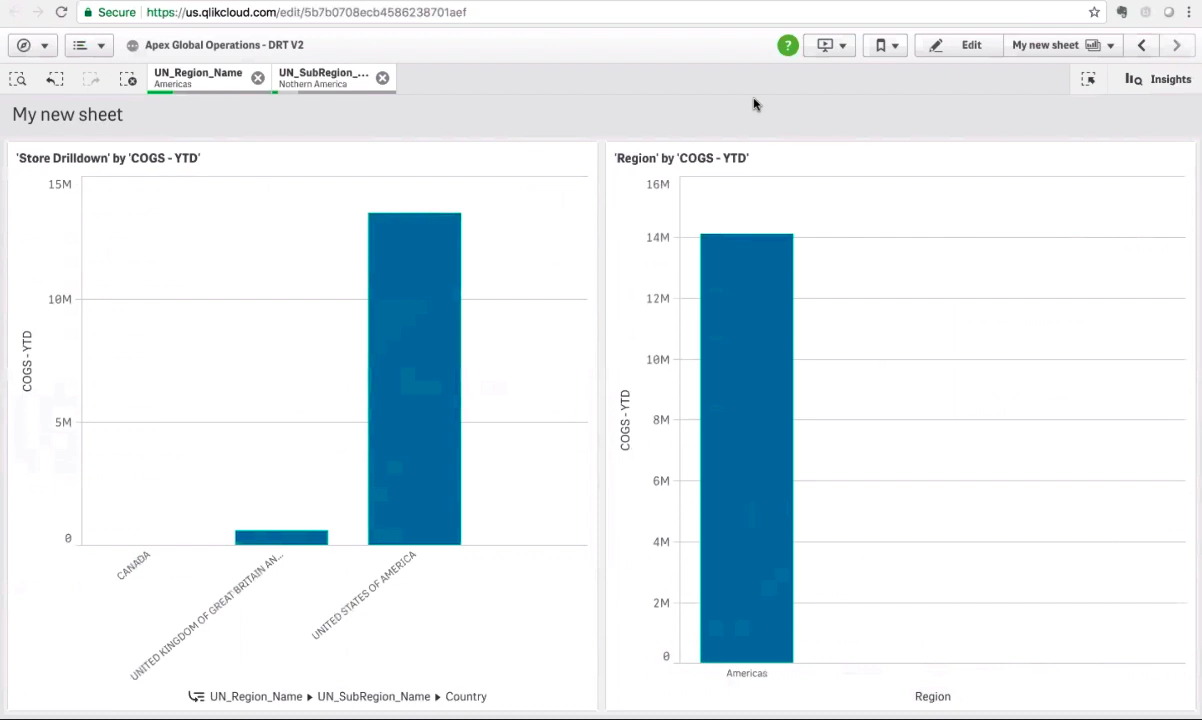 Secure https://us.qlikcloud.com/edit/5b7b0708ecb4586238701aef
Apex Global Operations - DRT V2
?
Edit
My new sheet
UN_Region_Name
Americas
UN_SubRegion_...
Nothern America
Insights
My new sheet
'Store Drilldown' by 'COGS - YTD'
15M
10M
5M
0
COGS - YTD
CANADA
UNITED KINGDOM OF GREAT BRITAIN AN...
UNITED STATES OF AMERICA
UN_Region_Name ▸ UN_SubRegion_Name ▸ Country
'Region' by 'COGS - YTD'
16M
14M
12M
10M
8M
6M
4M
2M
0
COGS - YTD
Americas
Region